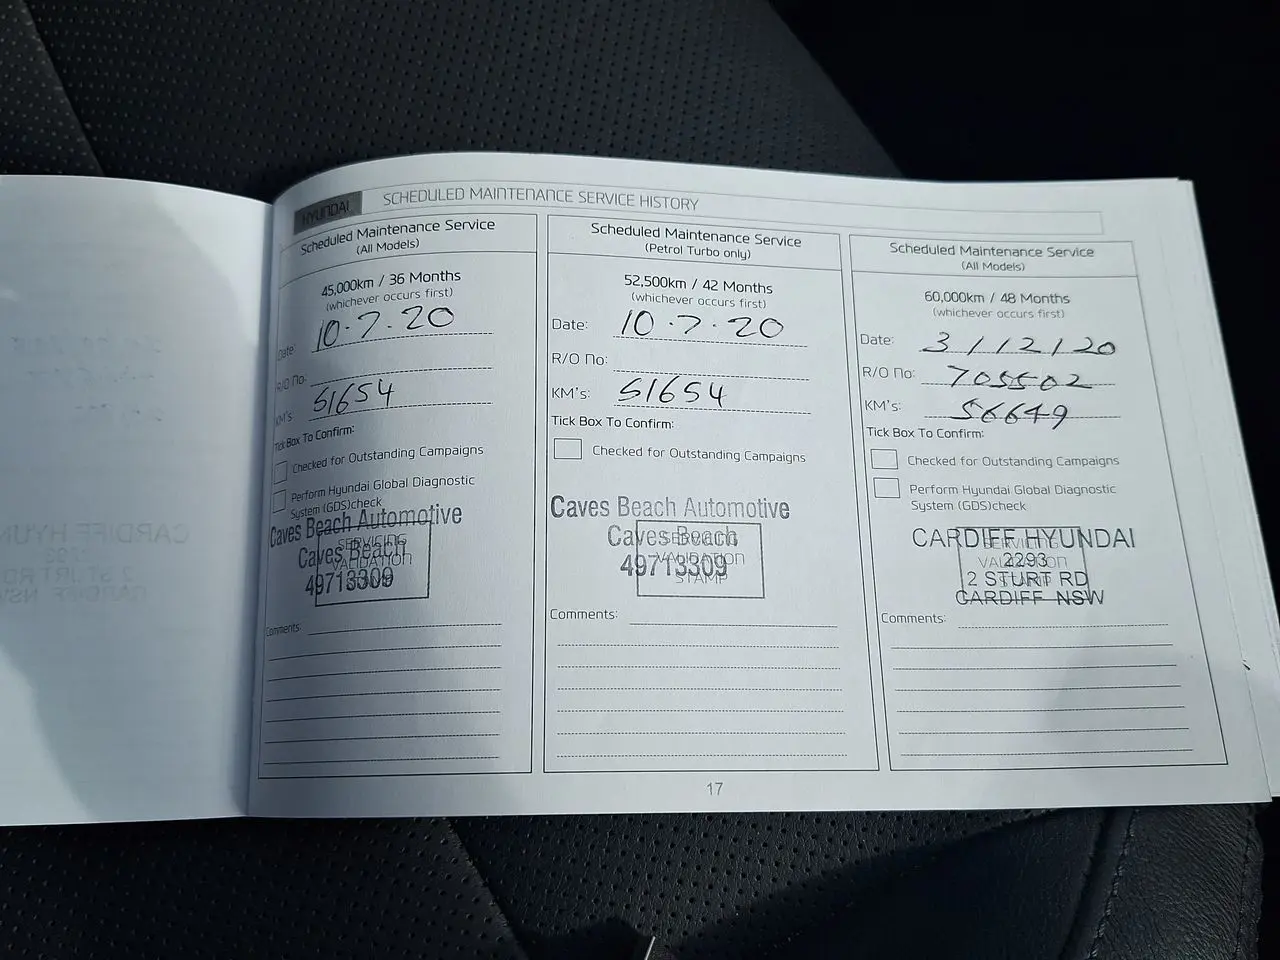 HYUNDAI
SCHEDULED MAINTENANCE SERVICE HISTORY
Scheduled Maintenance Service
(All Models)
45,000km / 36 Months
(whichever occurs first)
Date: 10.7.20
R/O No:
KM's: 51654
Tick Box To Confirm:
Checked for Outstanding Campaigns
Perform Hyundai Global Diagnostic
System (GDS)check
Caves Beach Automotive
Caves Beach
49713309
SERVICING
VALIDATION
STAMP
Comments:
Scheduled Maintenance Service
(Petrol Turbo only)
52,500km / 42 Months
(whichever occurs first)
Date: 10.7.20
R/O No:
KM's: 51654
Tick Box To Confirm:
Checked for Outstanding Campaigns
Caves Beach Automotive
Caves Beach
49713309
SERVICING
VALIDATION
STAMP
Comments:
Scheduled Maintenance Service
(All Models)
60,000km / 48 Months
(whichever occurs first)
Date: 3/12/20
R/O No: 705502
KM's: 56649
Tick Box To Confirm:
Checked for Outstanding Campaigns
Perform Hyundai Global Diagnostic
System (GDS)check
CARDIFF HYUNDAI
2293
2 STURT RD
CARDIFF NSW
SERVICING
VALIDATION
STAMP
Comments:
17